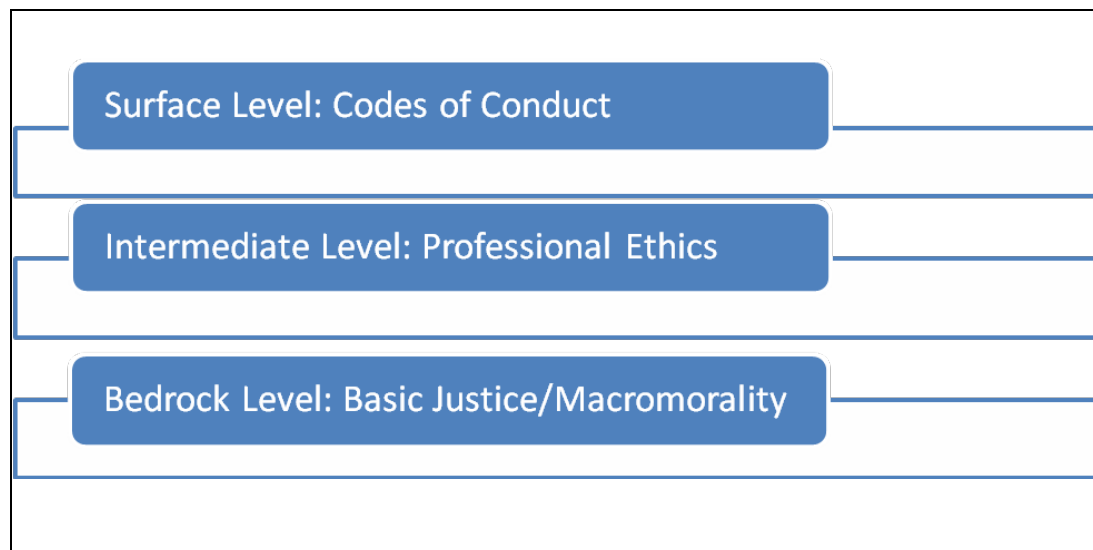 Surface Level: Codes of Conduct
Intermediate Level: Professional Ethics
Bedrock Level: Basic Justice/Macromorality